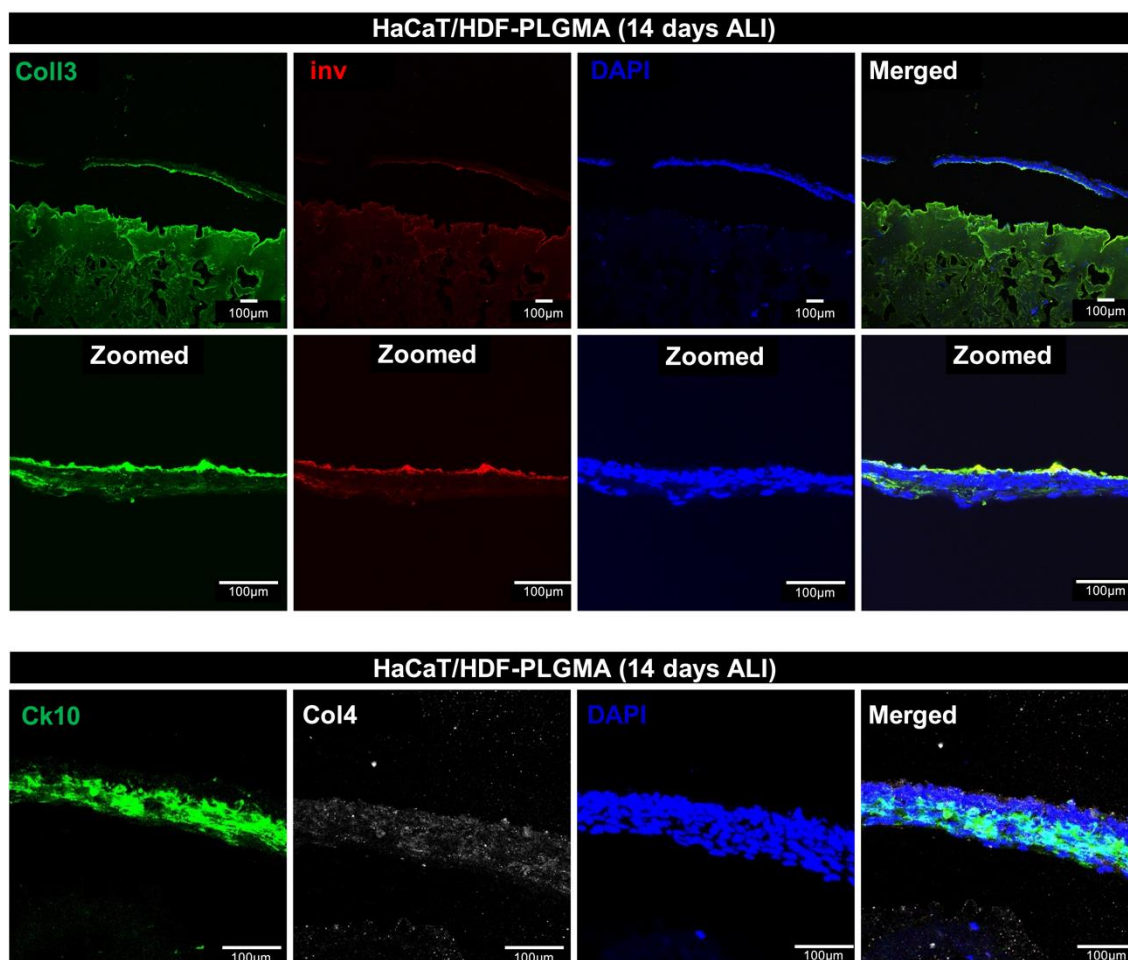 HaCaT/HDF-PLGMA (14 days ALI)
Coll3 inv DAPI Merged
100µm 100µm 100µm 100µm
Zoomed Zoomed Zoomed Zoomed
100µm 100µm 100µm 100µm
HaCaT/HDF-PLGMA (14 days ALI)
Ck10 Col4 DAPI Merged
100µm 100µm 100µm 100µm